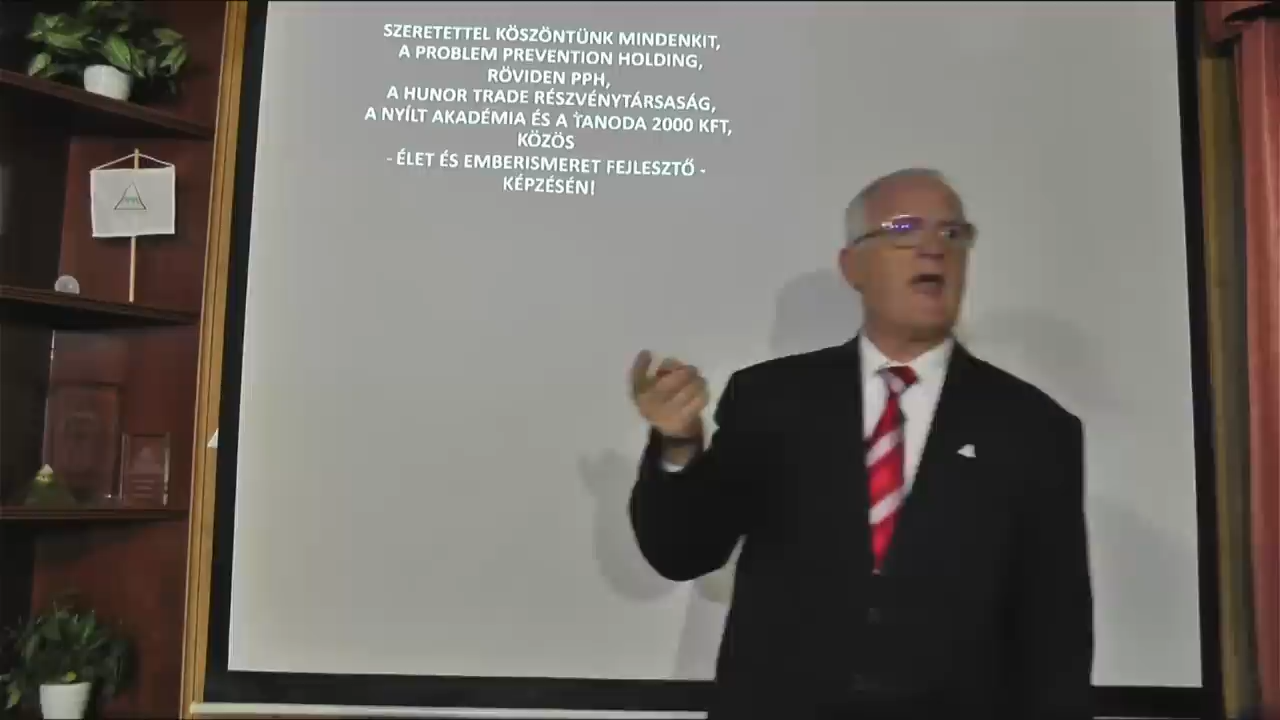 SZERETETTEL KÖSZÖNTÜNK MINDENKIT,
A PROBLEM PREVENTION HOLDING,
RÖVIDEN PPH,
A HUNOR TRADE RÉSZVÉNYTÁRSASÁG,
A NYÍLT AKADÉMIA ÉS A TANODA 2000 KFT,
KÖZÖS
- ÉLET ÉS EMBERISMERET FEJLESZTŐ -
KÉPZÉSÉN!